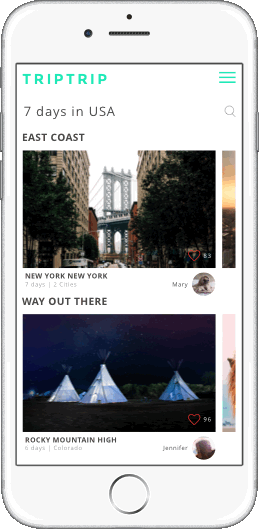 TRIPTRIP
7 days in USA
EAST COAST
83
NEW YORK NEW YORK
7 days | 2 Cities
Mary
WAY OUT THERE
96
ROCKY MOUNTAIN HIGH
6 days | Colorado
Jennifer